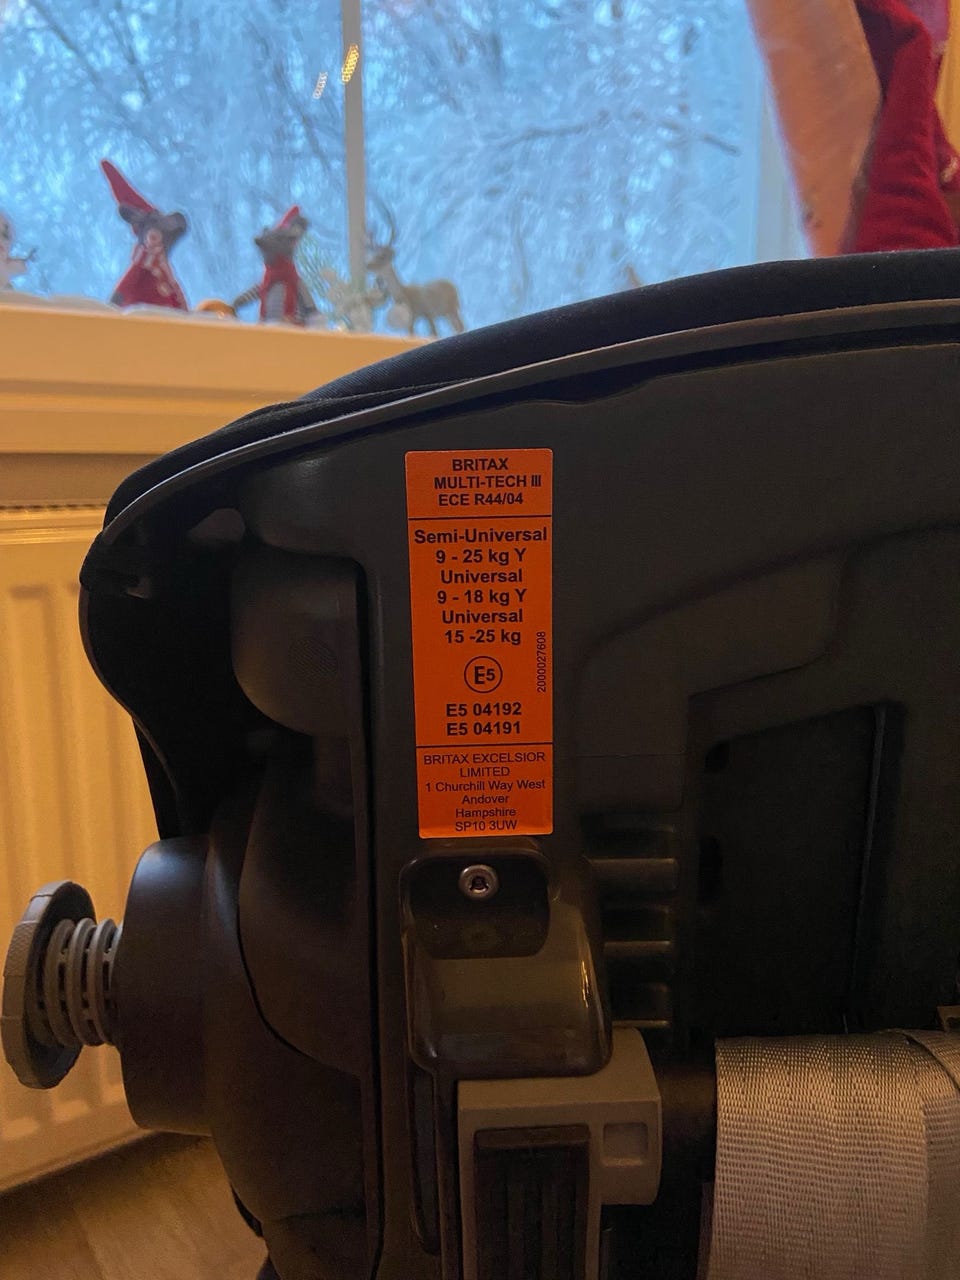 BRITAX
MULTI-TECH III
ECE R44/04
Semi-Universal
9 - 25 kg Y
Universal
9 - 18 kg Y
Universal
15 -25 kg
E5
2000027608
E5 04192
E5 04191
BRITAX EXCELSIOR
LIMITED
1 Churchill Way West
Andover
Hampshire
SP10 3UW